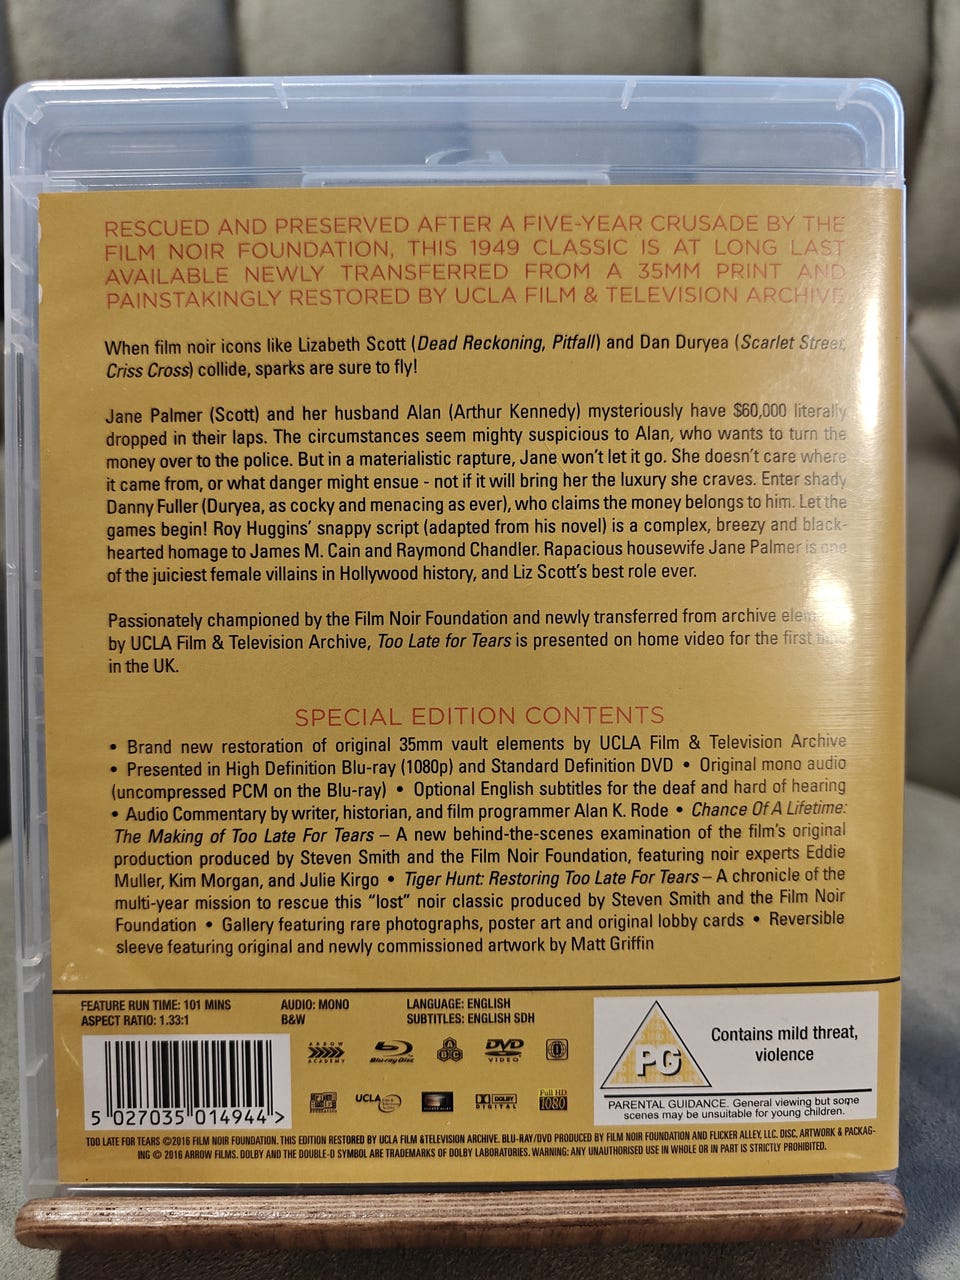 RESCUED AND PRESERVED AFTER A FIVE-YEAR CRUSADE BY THE
FILM NOIR FOUNDATION, THIS 1949 CLASSIC IS AT LONG LAST
AVAILABLE NEWLY TRANSFERRED FROM A 35MM PRINT AND
PAINSTAKINGLY RESTORED BY UCLA FILM & TELEVISION ARCHIVE
When film noir icons like Lizabeth Scott (Dead Reckoning, Pitfall) and Dan Duryea (Scarlet Street,
Criss Cross) collide, sparks are sure to fly!
Jane Palmer (Scott) and her husband Alan (Arthur Kennedy) mysteriously have $60,000 literally
dropped in their laps. The circumstances seem mighty suspicious to Alan, who wants to turn the
money over to the police. But in a materialistic rapture, Jane won't let it go. She doesn't care where
it came from, or what danger might ensue - not if it will bring her the luxury she craves. Enter shady
Danny Fuller (Duryea, as cocky and menacing as ever), who claims the money belongs to him. Let the
games begin! Roy Huggins' snappy script (adapted from his novel) is a complex, breezy and black-
hearted homage to James M. Cain and Raymond Chandler. Rapacious housewife Jane Palmer is one
of the juiciest female villains in Hollywood history, and Liz Scott's best role ever.
Passionately championed by the Film Noir Foundation and newly transferred from archive
by UCLA Film & Television Archive, Too Late for Tears is presented on home video for the first
in the UK.
SPECIAL EDITION CONTENTS
• Brand new restoration of original 35mm vault elements by UCLA Film & Television Archive
• Presented in High Definition Blu-ray (1080p) and Standard Definition DVD • Original mono audio
(uncompressed PCM on the Blu-ray) • Optional English subtitles for the deaf and hard of hearing
• Audio Commentary by writer, historian, and film programmer Alan K. Rode • Chance Of A Lifetime:
The Making of Too Late For Tears – A new behind-the-scenes examination of the film's original
production produced by Steven Smith and the Film Noir Foundation, featuring noir experts Eddie
Muller, Kim Morgan, and Julie Kirgo • Tiger Hunt: Restoring Too Late For Tears – A chronicle of the
multi-year mission to rescue this "lost" noir classic produced by Steven Smith and the Film Noir
Foundation • Gallery featuring rare photographs, poster art and original lobby cards • Reversible
sleeve featuring original and newly commissioned artwork by Matt Griffin
FEATURE RUN TIME: 101 MINS AUDIO: MONO LANGUAGE: ENGLISH
ASPECT RATIO: 1.33:1 B&W SUBTITLES: ENGLISH SDH
ARROW
ACADEMY
Blu-ray Disc
ABC
DVD
VIDEO
PG
Contains mild threat,
violence
PARENTAL GUIDANCE. General viewing but some
scenes may be unsuitable for young children.
5 027035 014944 >
UCLA
DOLBY
DIGITAL
Full HD
1080
TOO LATE FOR TEARS ©2016 FILM NOIR FOUNDATION. THIS EDITION RESTORED BY UCLA FILM & TELEVISION ARCHIVE. BLU-RAY/DVD PRODUCED BY FILM NOIR FOUNDATION AND FLICKER ALLEY, LLC. DISC, ARTWORK & PACKAG-
ING © 2016 ARROW FILMS. DOLBY AND THE DOUBLE-D SYMBOL ARE TRADEMARKS OF DOLBY LABORATORIES. WARNING: ANY UNAUTHORISED USE IN WHOLE OR IN PART IS STRICTLY PROHIBITED.